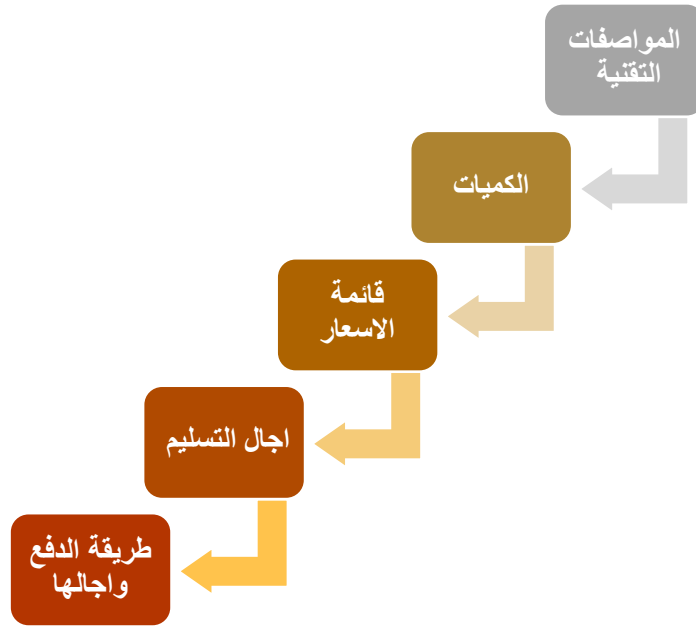 المواصفات
التقنية
الكميات
قائمة
الاسعار
اجال التسليم
طريقة الدفع
واجالها